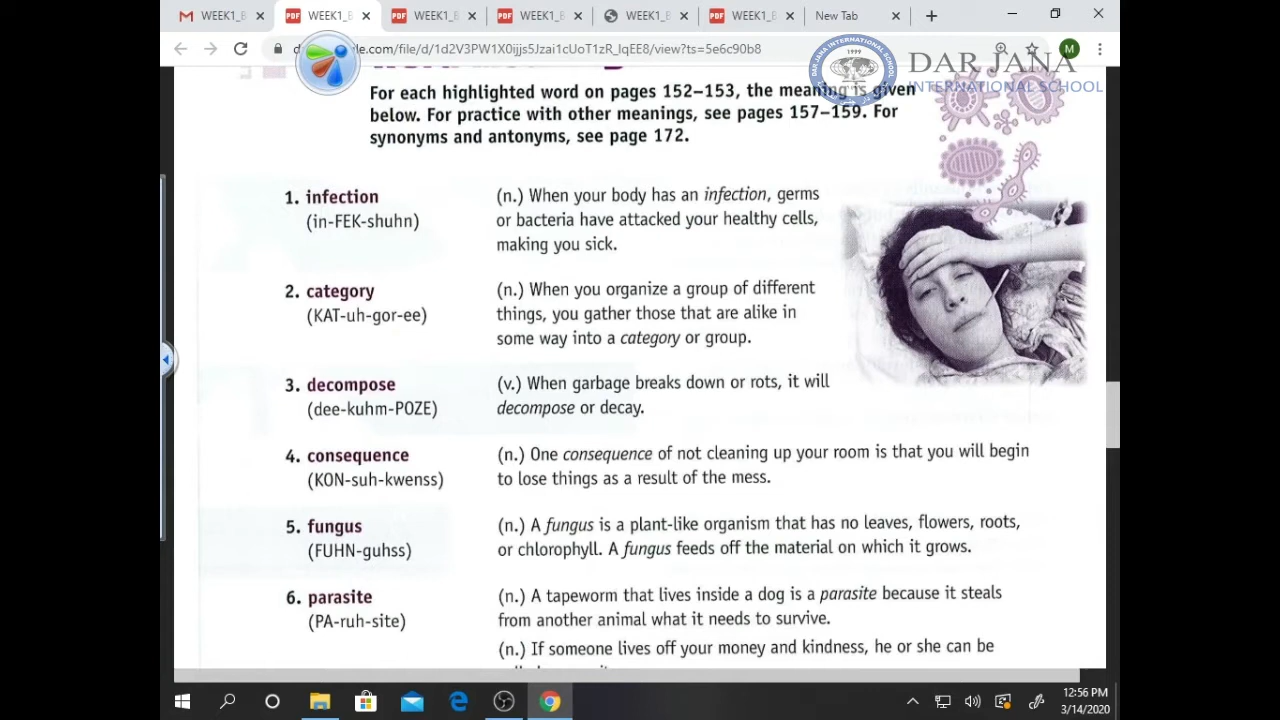 WEEK1_B
WEEK1_B
WEEK1_B
WEEK1_B
WEEK1_B
WEEK1_B
New Tab
le.com/file/d/1d2V3PW1X0ijjs5Jzai1cUoT1zR_lqEE8/view?ts=5e6c90b8
M
1999
DAR JANA
INTERNATIONAL SCHOOL
For each highlighted word on pages 152–153, the meaning is given
below. For practice with other meanings, see pages 157–159. For
synonyms and antonyms, see page 172.
1. infection
(in-FEK-shuhn)
(n.) When your body has an infection, germs
or bacteria have attacked your healthy cells,
making you sick.
2. category
(KAT-uh-gor-ee)
(n.) When you organize a group of different
things, you gather those that are alike in
some way into a category or group.
3. decompose
(dee-kuhm-POZE)
(v.) When garbage breaks down or rots, it will
decompose or decay.
4. consequence
(KON-suh-kwenss)
(n.) One consequence of not cleaning up your room is that you will begin
to lose things as a result of the mess.
5. fungus
(FUHN-guhss)
(n.) A fungus is a plant-like organism that has no leaves, flowers, roots,
or chlorophyll. A fungus feeds off the material on which it grows.
6. parasite
(PA-ruh-site)
(n.) A tapeworm that lives inside a dog is a parasite because it steals
from another animal what it needs to survive.
(n.) If someone lives off your money and kindness, he or she can be
12:56 PM
3/14/2020